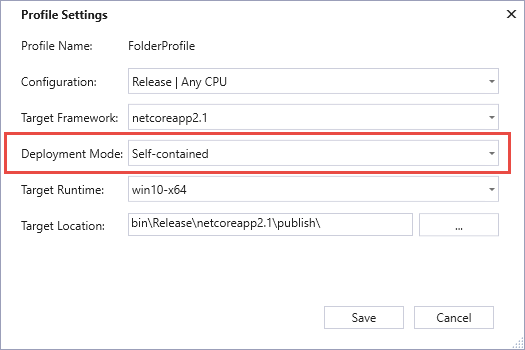 Profile Settings
Profile Name: FolderProfile
Configuration: Release | Any CPU
Target Framework: netcoreapp2.1
Deployment Mode: Self-contained
Target Runtime: win10-x64
Target Location: bin\Release\netcoreapp2.1\publish\ ...
Save Cancel